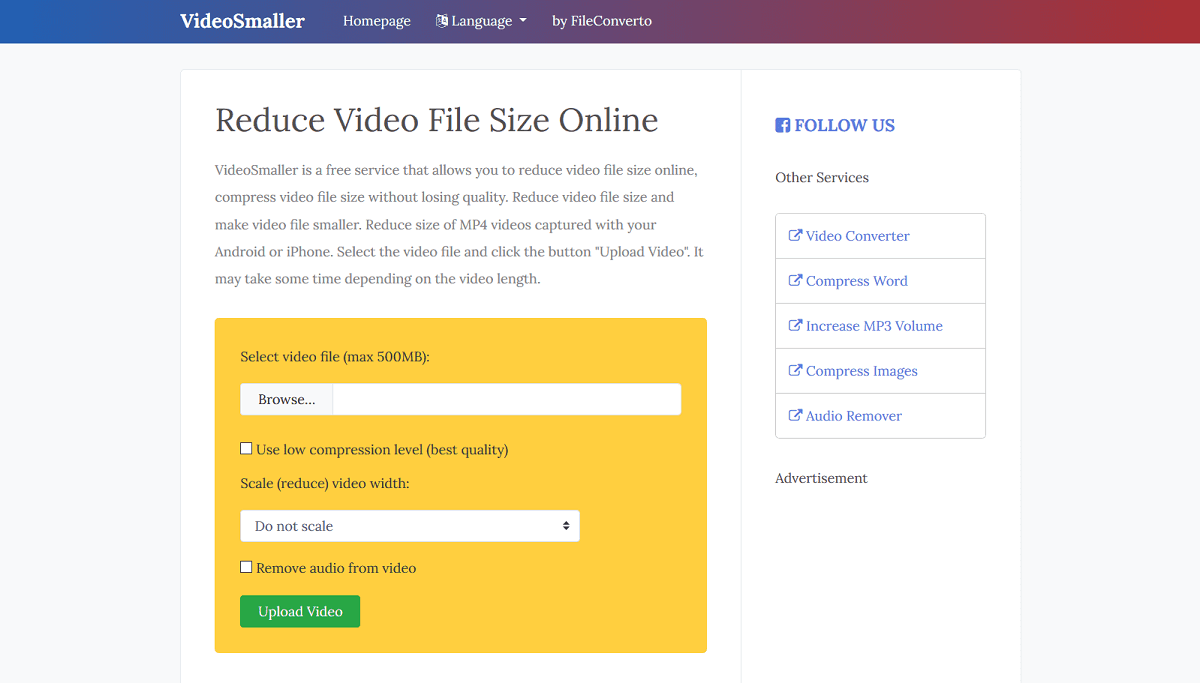 VideoSmaller Homepage Language by FileConverto
Reduce Video File Size Online
VideoSmaller is a free service that allows you to reduce video file size online,
compress video file size without losing quality. Reduce video file size and
make video file smaller. Reduce size of MP4 videos captured with your
Android or iPhone. Select the video file and click the button "Upload Video". It
may take some time depending on the video length.
Select video file (max 500MB):
Browse...
Use low compression level (best quality)
Scale (reduce) video width:
Do not scale
Remove audio from video
Upload Video
FOLLOW US
Other Services
Video Converter
Compress Word
Increase MP3 Volume
Compress Images
Audio Remover
Advertisement